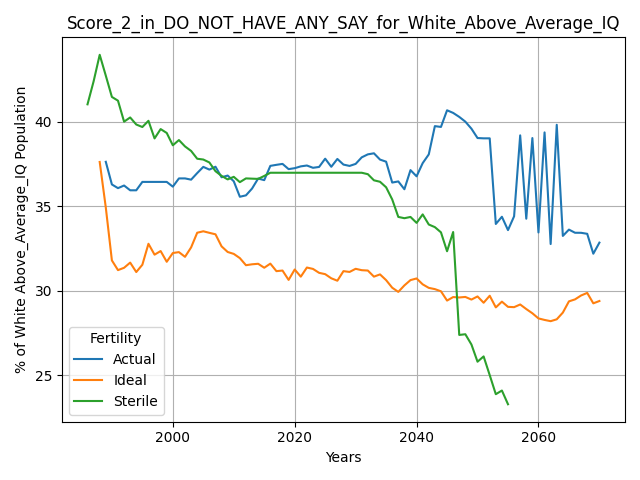 Score_2_in_DO_NOT_HAVE_ANY_SAY_for_White_Above_Average_IQ
% of White Above_Average_IQ Population
40
35
30
25
Fertility
Actual
Ideal
Sterile
2000
2020
2040
2060
Years